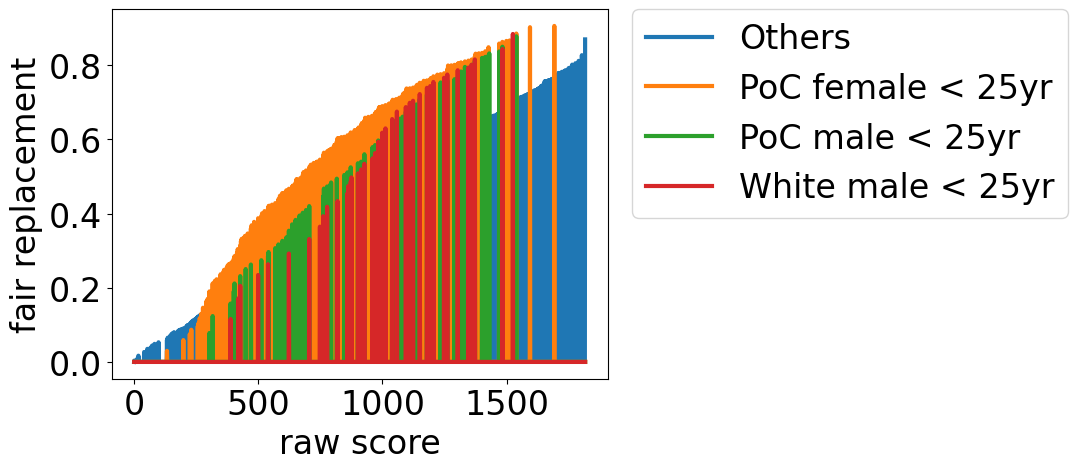 fair replacement
0.8
0.6
0.4
0.2
0.0
0
500
1000
1500
raw score
Others
PoC female < 25yr
PoC male < 25yr
White male < 25yr